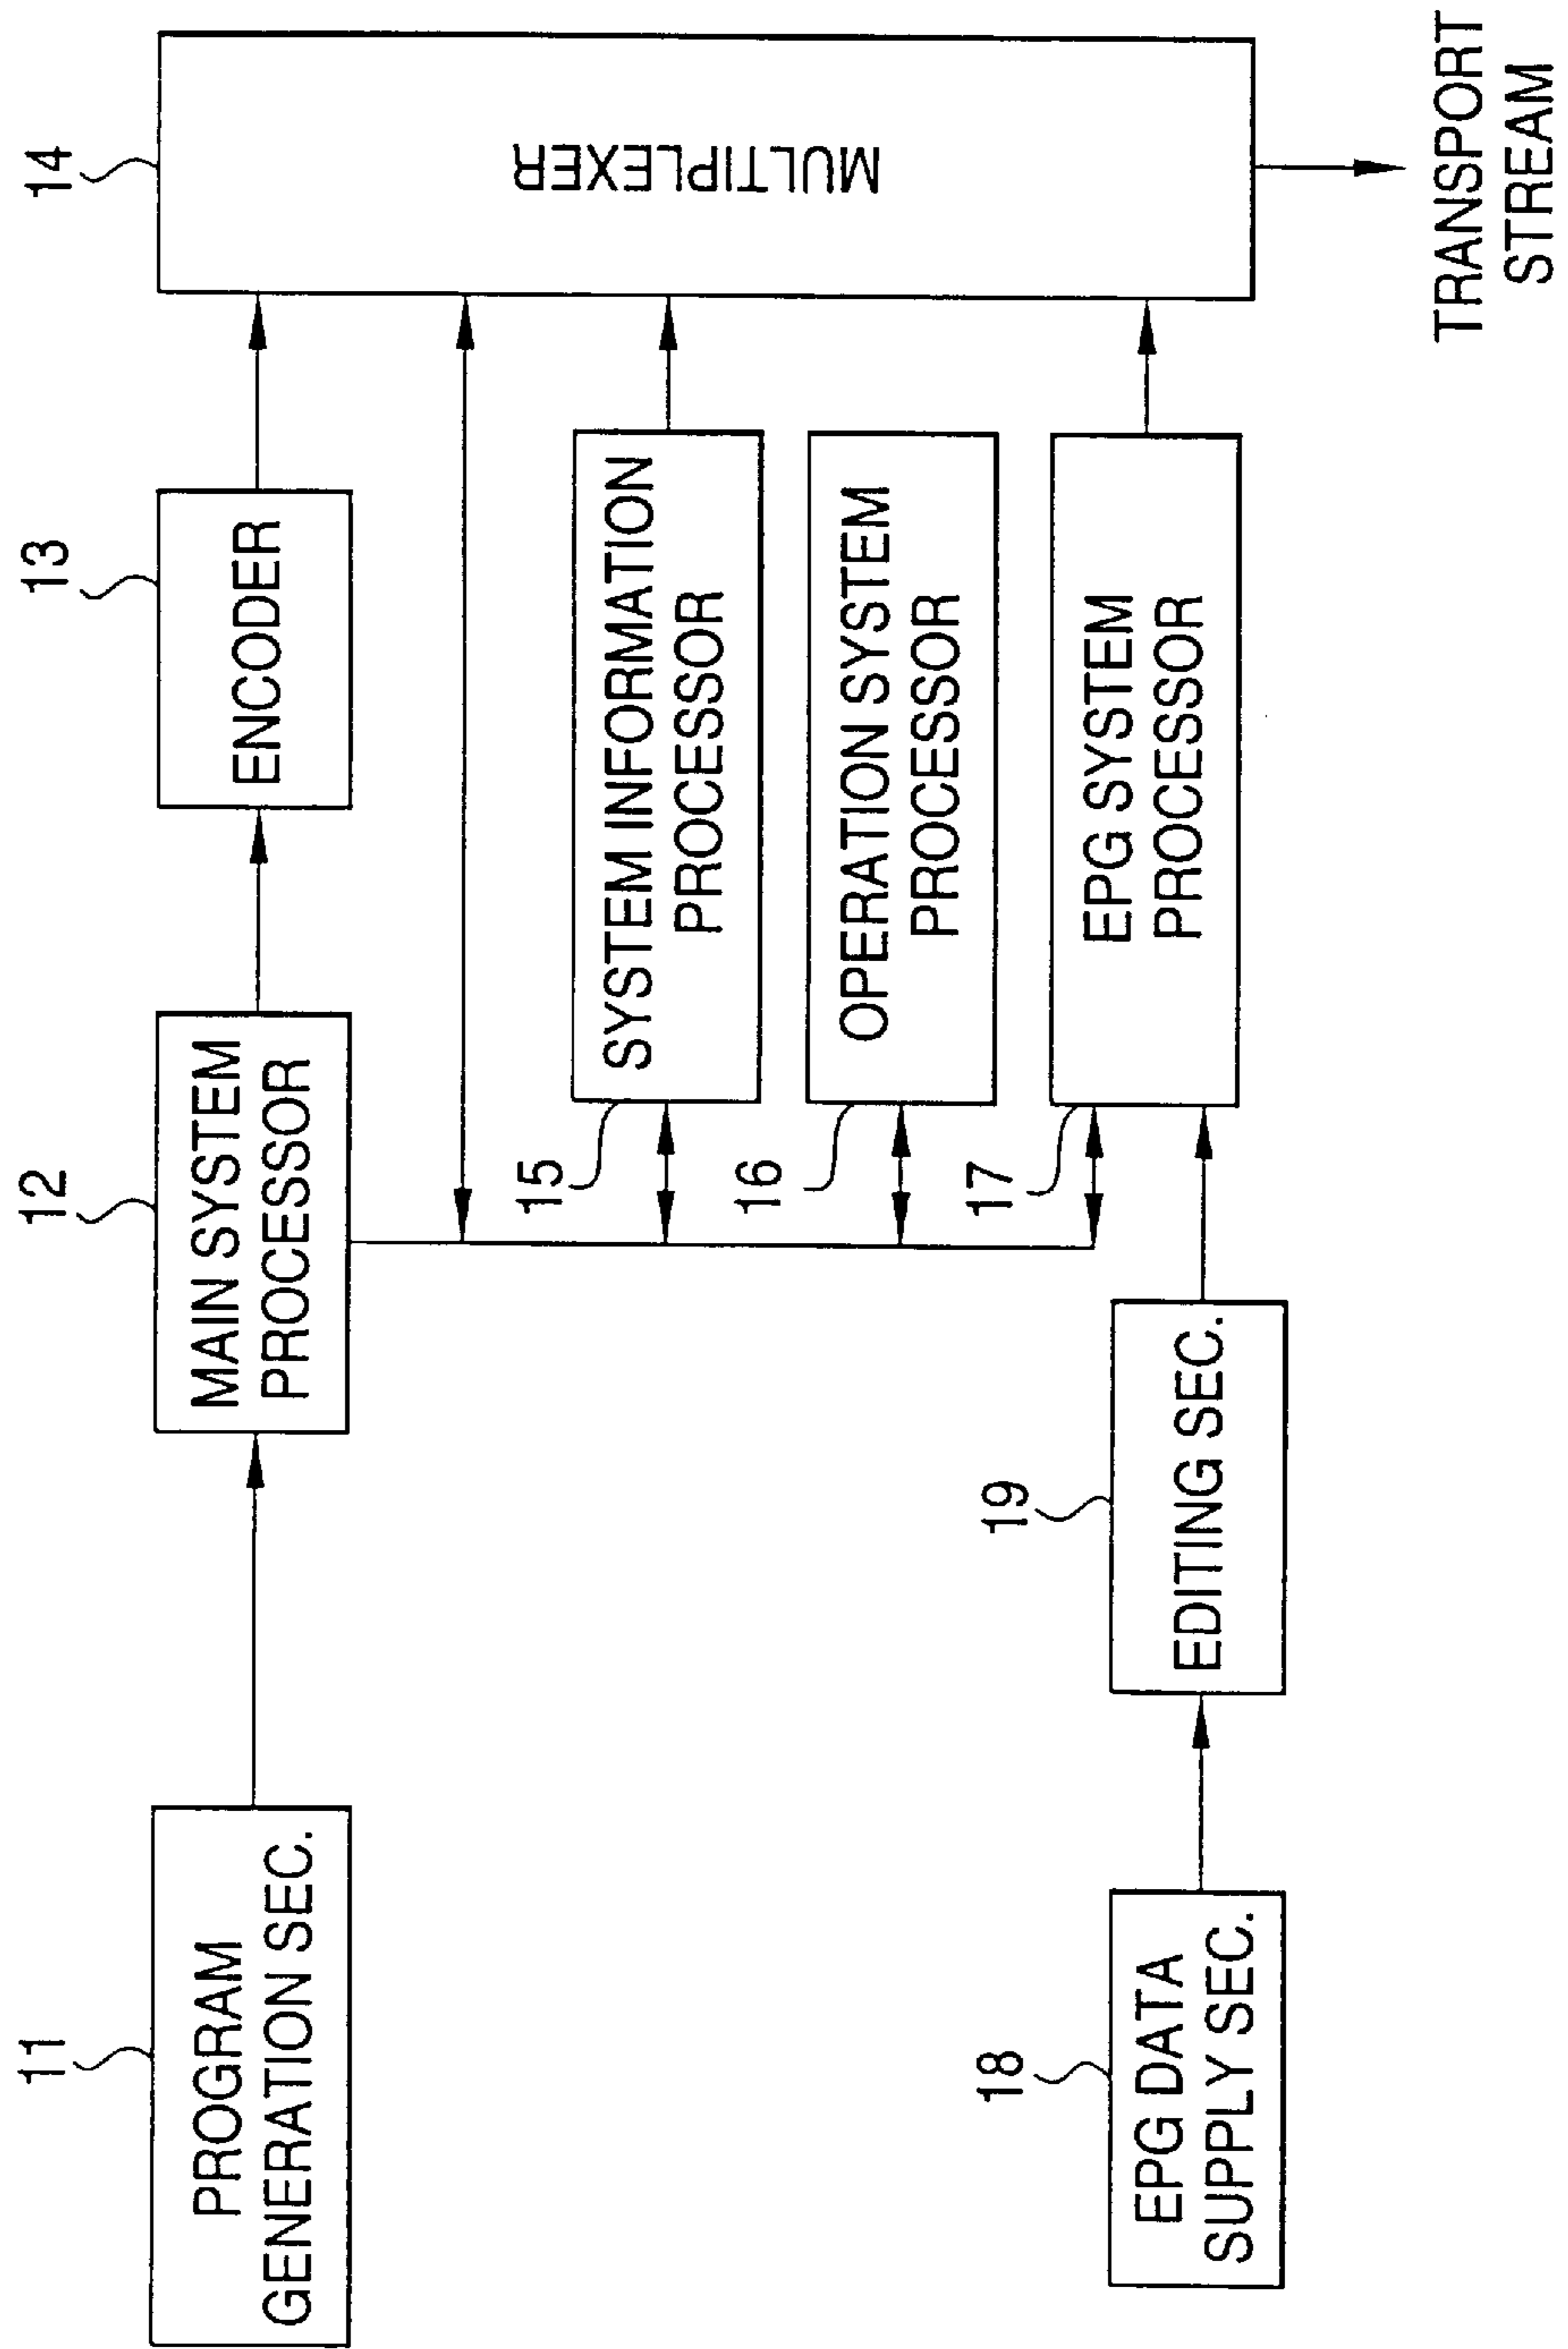 11
PROGRAM
GENERATION SEC.
12
MAIN SYSTEM
PROCESSOR
13
ENCODER
14
MULTIPLEXER
15
SYSTEM INFORMATION
PROCESSOR
16
OPERATION SYSTEM
PROCESSOR
17
EPG SYSTEM
PROCESSOR
18
EPG DATA
SUPPLY SEC.
19
EDITING SEC.
TRANSPORT
STREAM